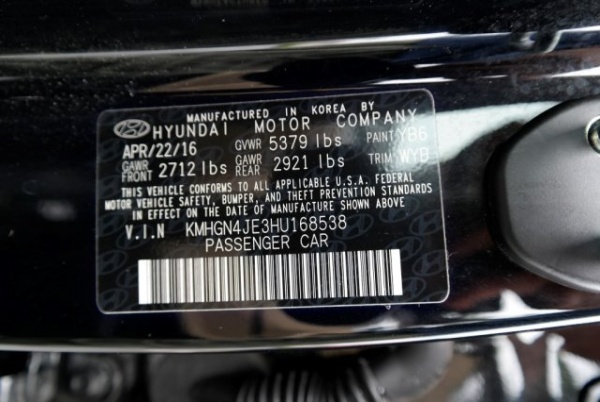 MANUFACTURED IN KOREA BY
HYUNDAI MOTOR COMPANY
APR/22/16 GVWR 5379 lbs PAINT YB6
GAWR FRONT 2712 lbs GAWR REAR 2921 lbs TRIM WYB
THIS VEHICLE CONFORMS TO ALL APPLICABLE U.S.A. FEDERAL
MOTOR VEHICLE SAFETY, BUMPER, AND THEFT PREVENTION STANDARDS
IN EFFECT ON THE DATE OF MANUFACTURE SHOWN ABOVE
V.I.N KMHGN4JE3HU168538
PASSENGER CAR